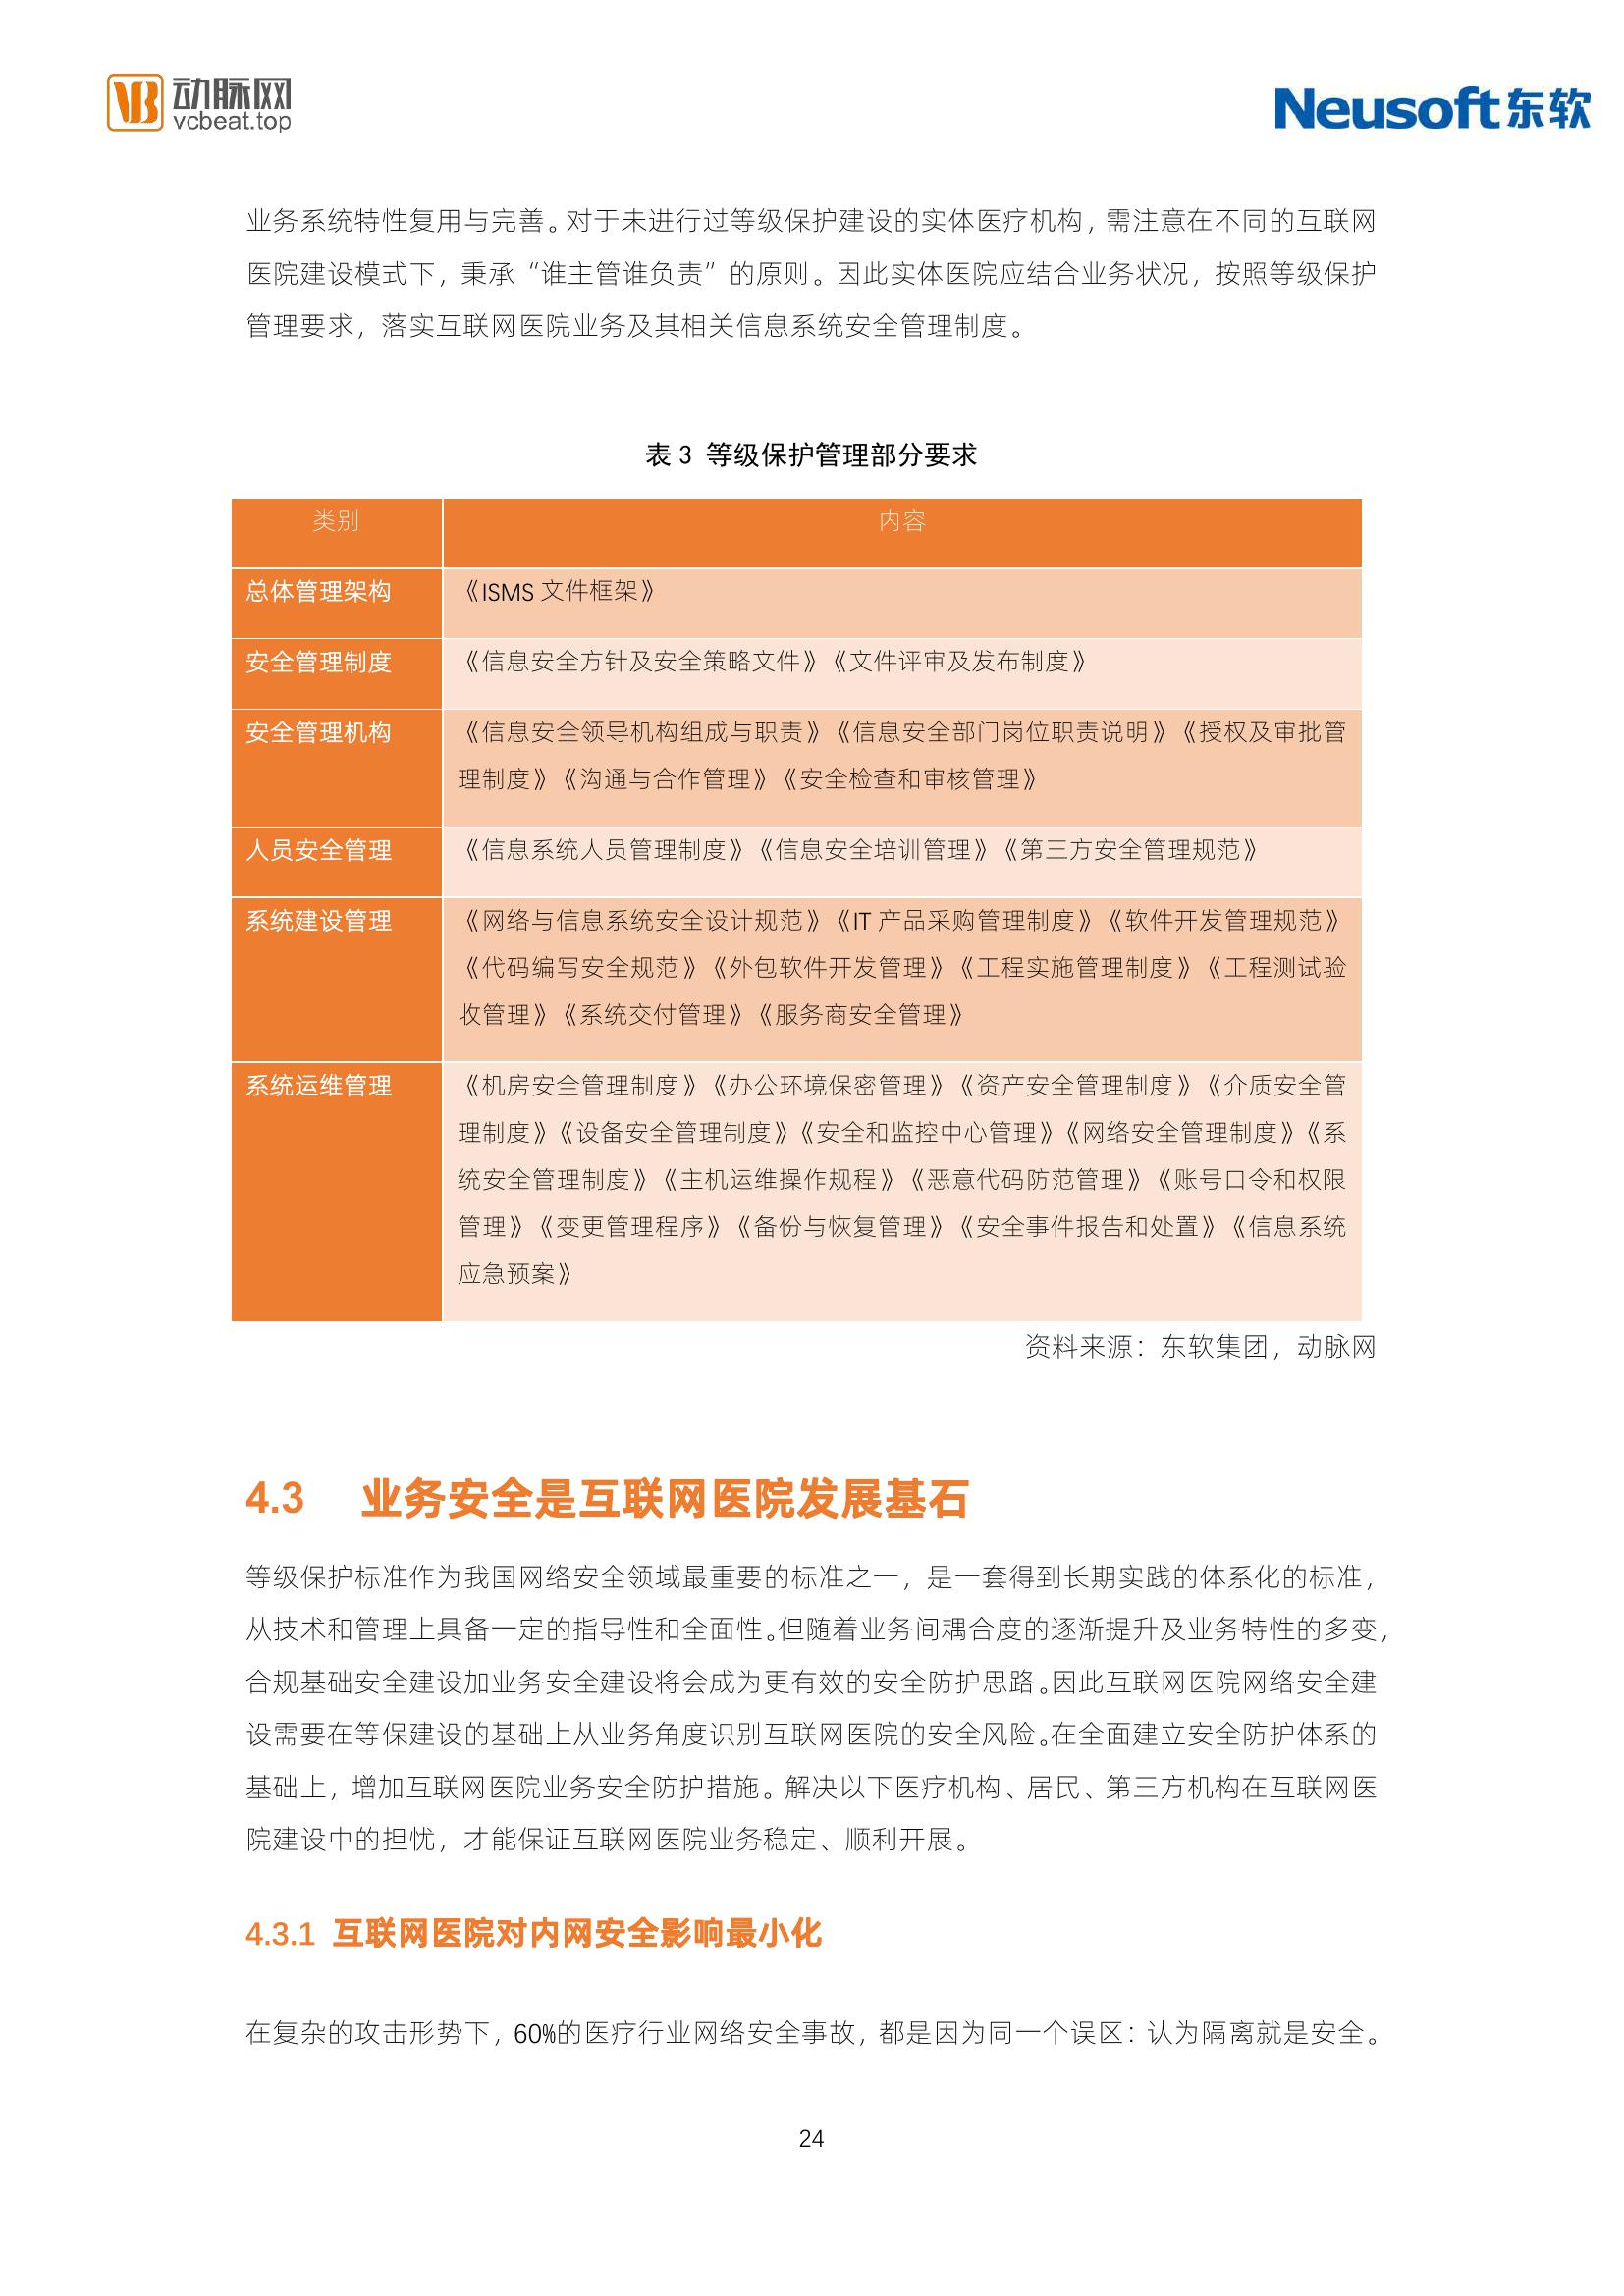 动脉网
vcbeat.top
Neusoft东软
业务系统特性复用与完善。对于未进行过等级保护建设的实体医疗机构，需注意在不同的互联网
医院建设模式下，秉承“谁主管谁负责”的原则。因此实体医院应结合业务状况，按照等级保护
管理要求，落实互联网医院业务及其相关信息系统安全管理制度。
表 3 等级保护管理部分要求
类别 内容
总体管理架构 《ISMS 文件框架》
安全管理制度 《信息安全方针及安全策略文件》《文件评审及发布制度》
安全管理机构 《信息安全领导机构组成与职责》《信息安全部门岗位职责说明》《授权及审批管
理制度》《沟通与合作管理》《安全检查和审核管理》
人员安全管理 《信息系统人员管理制度》《信息安全培训管理》《第三方安全管理规范》
系统建设管理 《网络与信息系统安全设计规范》《IT 产品采购管理制度》《软件开发管理规范》
《代码编写安全规范》《外包软件开发管理》《工程实施管理制度》《工程测试验
收管理》《系统交付管理》《服务商安全管理》
系统运维管理 《机房安全管理制度》《办公环境保密管理》《资产安全管理制度》《介质安全管
理制度》《设备安全管理制度》《安全和监控中心管理》《网络安全管理制度》《系
统安全管理制度》《主机运维操作规程》《恶意代码防范管理》《账号口令和权限
管理》《变更管理程序》《备份与恢复管理》《安全事件报告和处置》《信息系统
应急预案》
资料来源：东软集团，动脉网
4.3 业务安全是互联网医院发展基石
等级保护标准作为我国网络安全领域最重要的标准之一，是一套得到长期实践的体系化的标准，
从技术和管理上具备一定的指导性和全面性。但随着业务间耦合度的逐渐提升及业务特性的多变，
合规基础安全建设加业务安全建设将会成为更有效的安全防护思路。因此互联网医院网络安全建
设需要在等保建设的基础上从业务角度识别互联网医院的安全风险。在全面建立安全防护体系的
基础上，增加互联网医院业务安全防护措施。解决以下医疗机构、居民、第三方机构在互联网医
院建设中的担忧，才能保证互联网医院业务稳定、顺利开展。
4.3.1 互联网医院对内网安全影响最小化
在复杂的攻击形势下，60%的医疗行业网络安全事故，都是因为同一个误区：认为隔离就是安全。
24